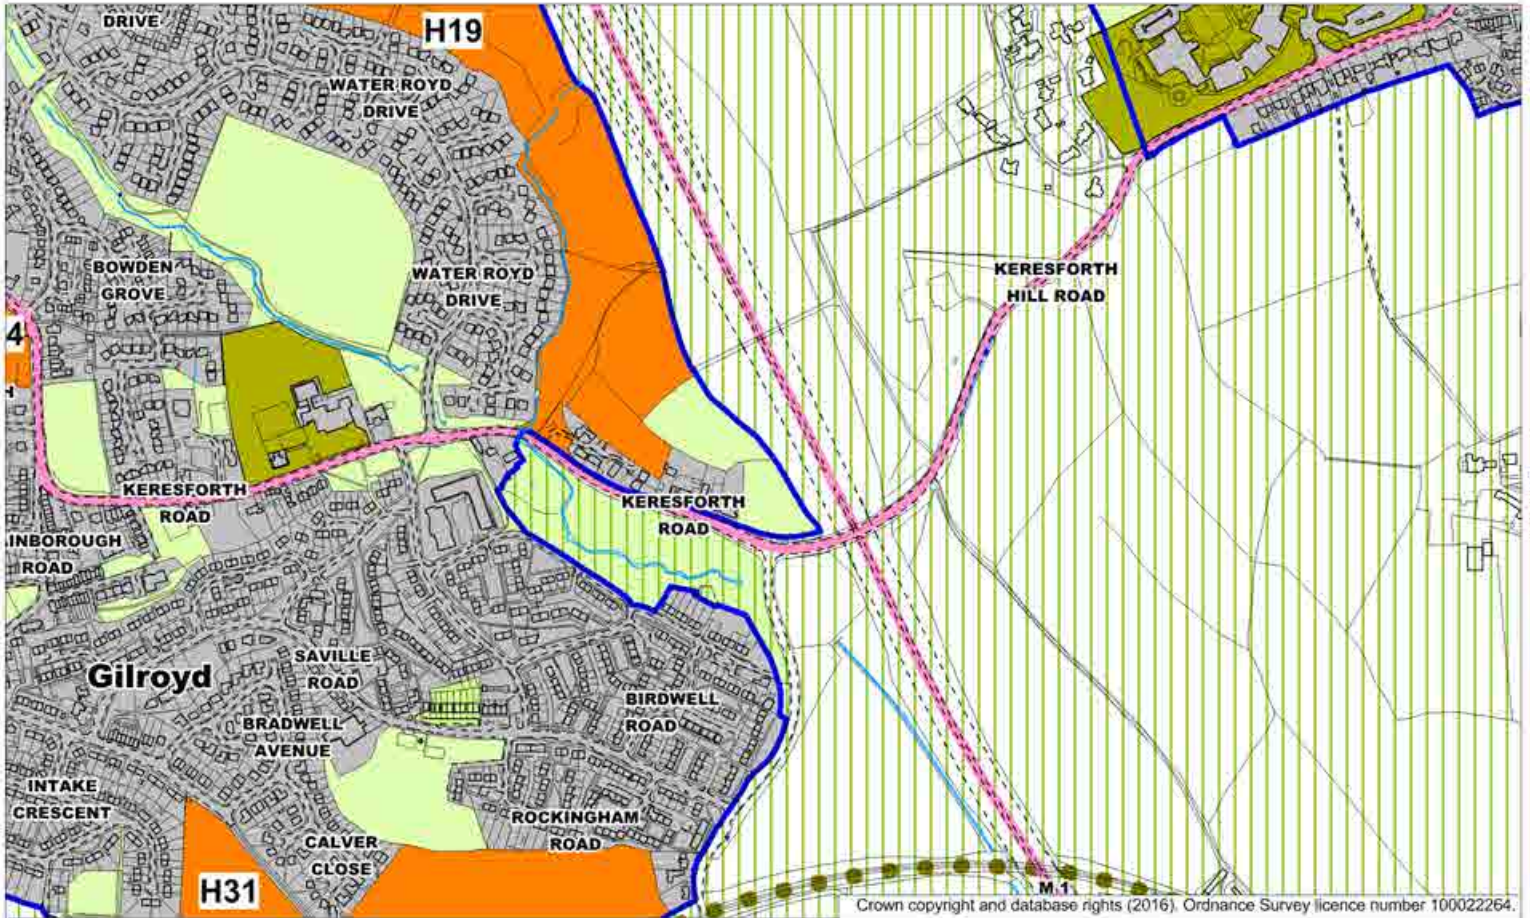 DRIVE
H19
WATER ROYD
DRIVE
BOWDEN
GROVE
WATER ROYD
DRIVE
KERESFORTH
HILL ROAD
4
H
KERESFORTH
ROAD
KERESFORTH
ROAD
AINBOROUGH
ROAD
Gilroyd
SAVILLE
ROAD
BIRDWELL
ROAD
BRADWELL
AVENUE
INTAKE
CRESCENT
ROCKINGHAM
ROAD
CALVER
CLOSE
H31
M 1
Crown copyright and database rights (2016). Ordnance Survey licence number 100022264.